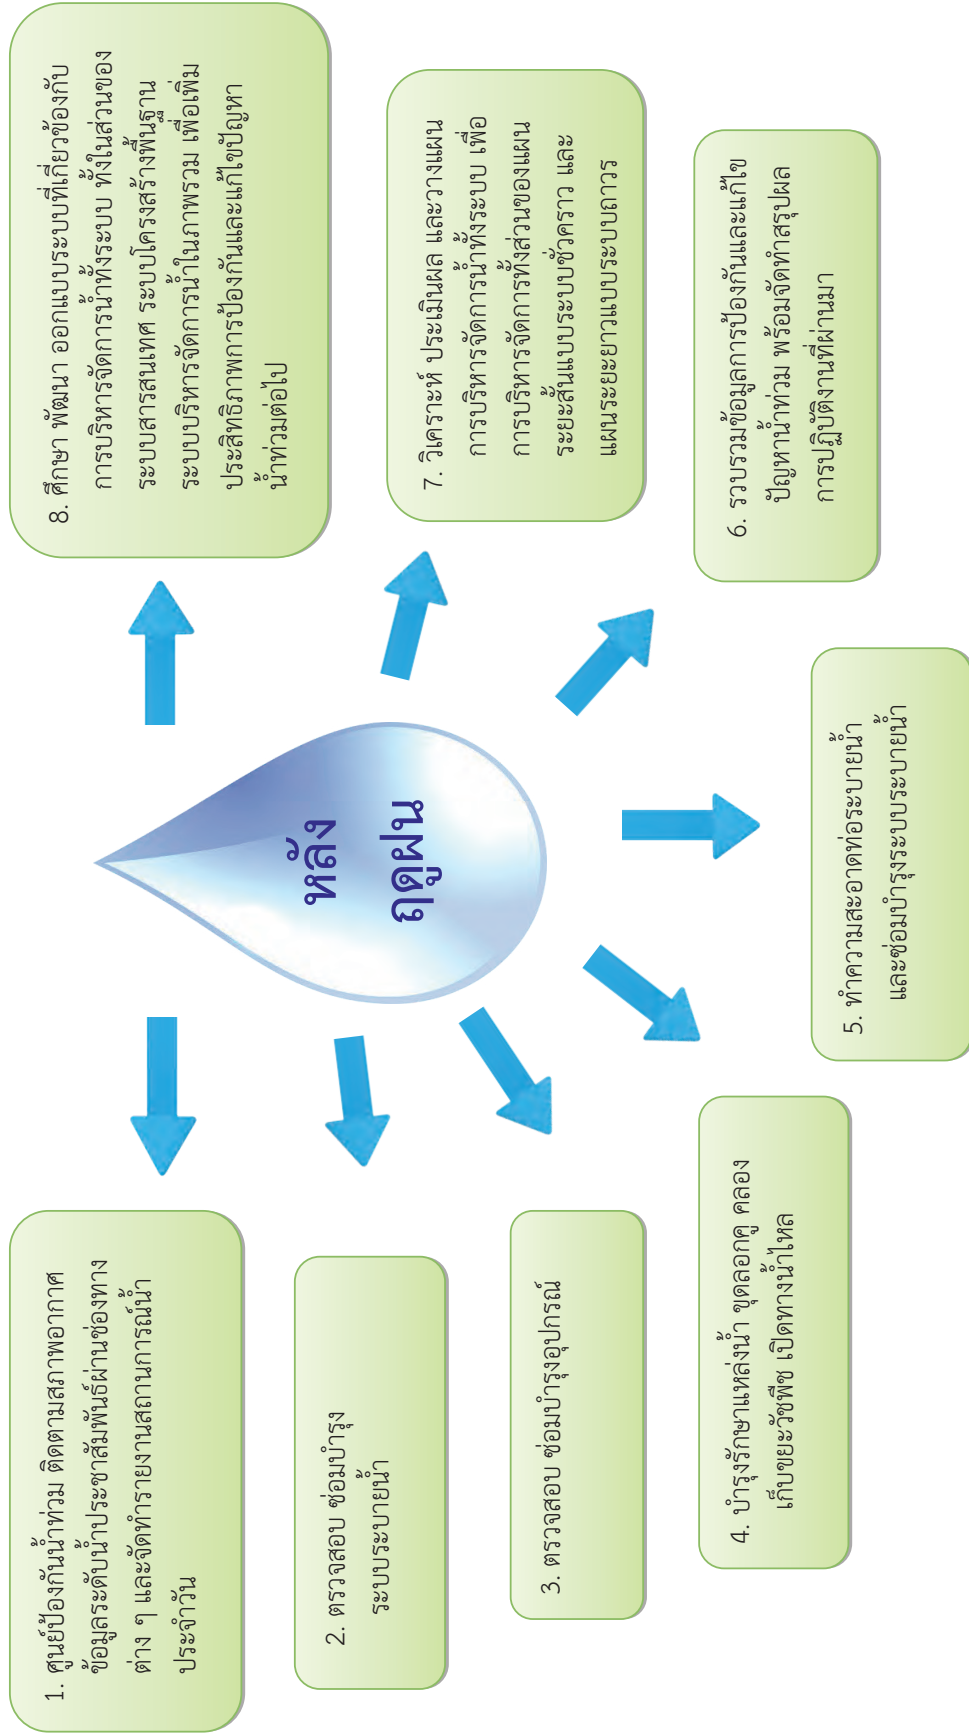 หลัง
ฤดูฝน
1. ศูนย์ป้องกันน้ำท่วม ติดตามสภาพอากาศ
ข้อมูลระดับน้ำประชาสัมพันธ์ผ่านช่องทาง
ต่าง ๆ และจัดทำรายงานสถานการณ์น้ำ
ประจำวัน
2. ตรวจสอบ ซ่อมบำรุง
ระบบระบายน้ำ
3. ตรวจสอบ ซ่อมบำรุงอุปกรณ์
4. บำรุงรักษาแหล่งน้ำ ขุดลอกคู คลอง
เก็บขยะวัชพืช เปิดทางน้ำไหล
5. ทำความสะอาดท่อระบายน้ำ
และซ่อมบำรุงระบบประบายน้ำ
6. รวบรวมข้อมูลการป้องกันและแก้ไข
ปัญหาน้ำท่วม พร้อมจัดทำสรุปผล
การปฏิบัติงานที่ผ่านมา
7. วิเคราะห์ ประเมินผล และวางแผน
การบริหารจัดการน้ำทั้งระบบ เพื่อ
การบริหารจัดการทั้งส่วนของแผน
ระยะสั้นแบบระบบชั่วคราว และ
แผนระยะยาวแบบระบบถาวร
8. ศึกษา พัฒนา ออกแบบระบบที่เกี่ยวข้องกับ
การบริหารจัดการน้ำทั้งระบบ ทั้งในส่วนของ
ระบบสารสนเทศ ระบบโครงสร้างพื้นฐาน
ระบบบริหารจัดการน้ำในภาพรวม เพื่อเพิ่ม
ประสิทธิภาพการป้องกันและแก้ไขปัญหา
น้ำท่วมต่อไป